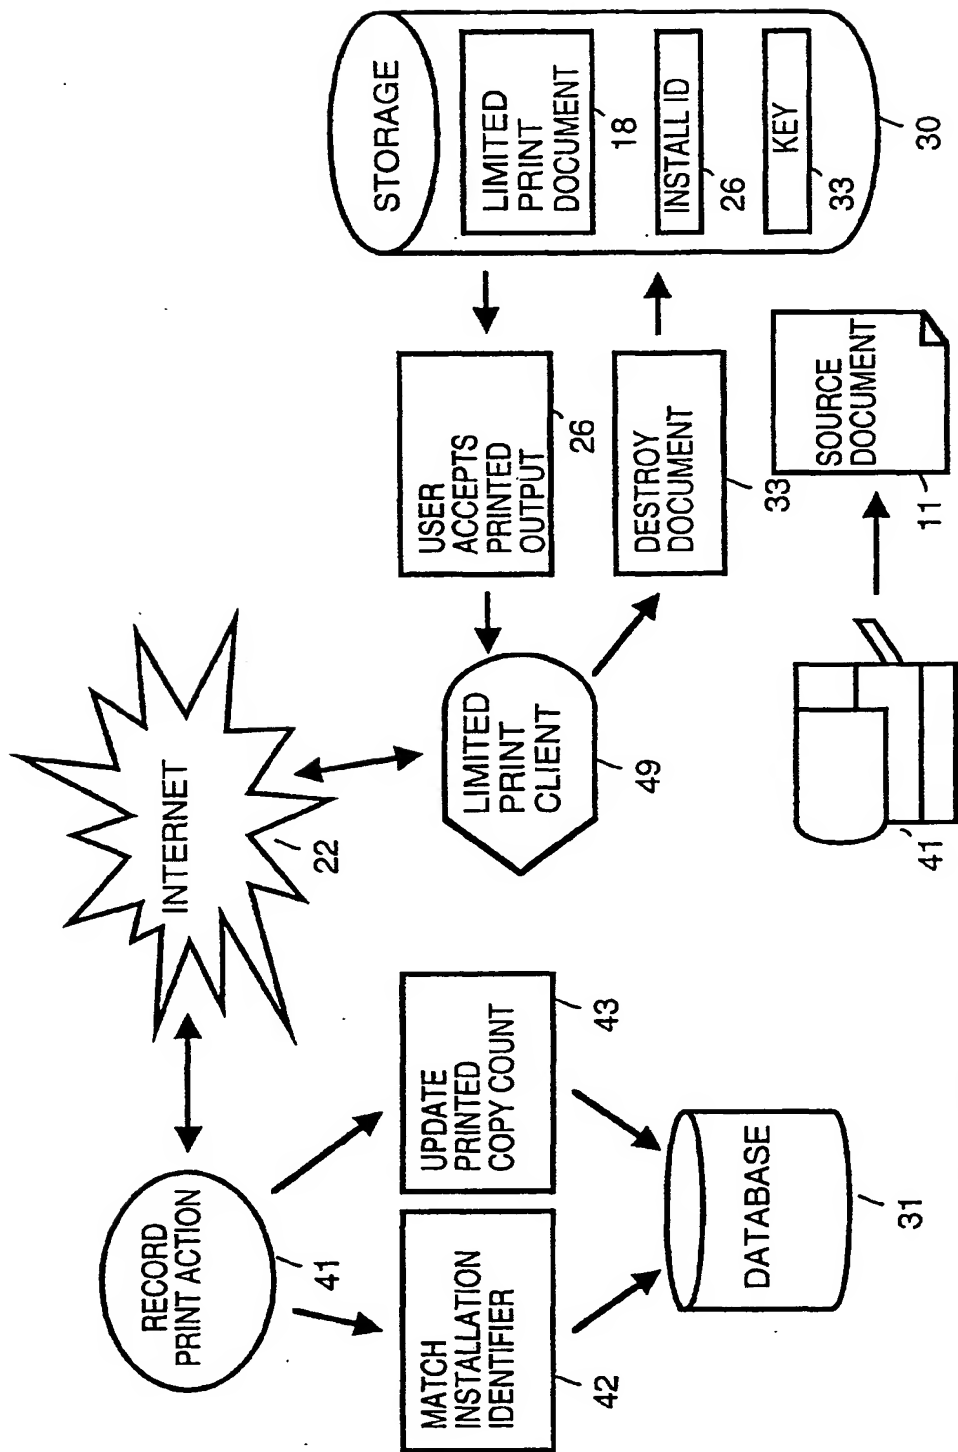 RECORD
PRINT ACTION
41
INTERNET
22
MATCH
INSTALLATION
IDENTIFIER
42
UPDATE
PRINTED
COPY COUNT
43
DATABASE
31
LIMITED
PRINT
CLIENT
49
USER
ACCEPTS
PRINTED
OUTPUT
26
DESTROY
DOCUMENT
33
STORAGE
LIMITED
PRINT
DOCUMENT
18
INSTALL ID
26
KEY
33
30
41
SOURCE
DOCUMENT
11